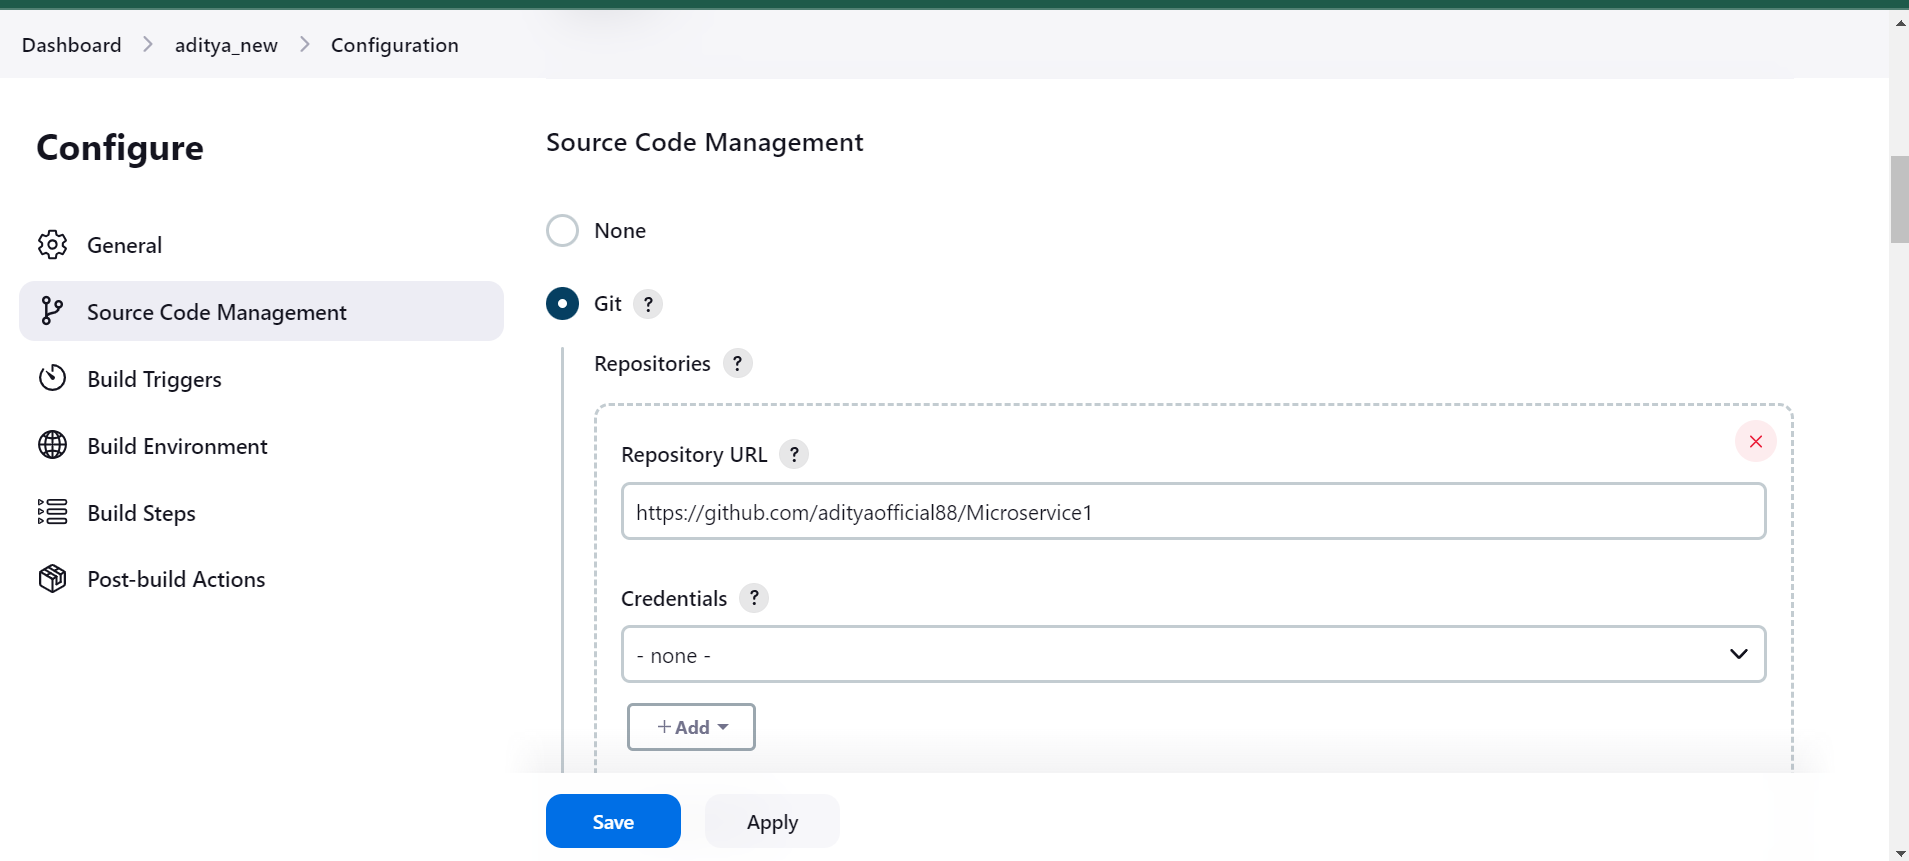 Dashboard > aditya_new > Configuration
Configure
General
Source Code Management
Build Triggers
Build Environment
Build Steps
Post-build Actions
Source Code Management
None
Git ?
Repositories ?
Repository URL ?
https://github.com/adityaofficial88/Microservice1
Credentials ?
- none -
+ Add
Save
Apply